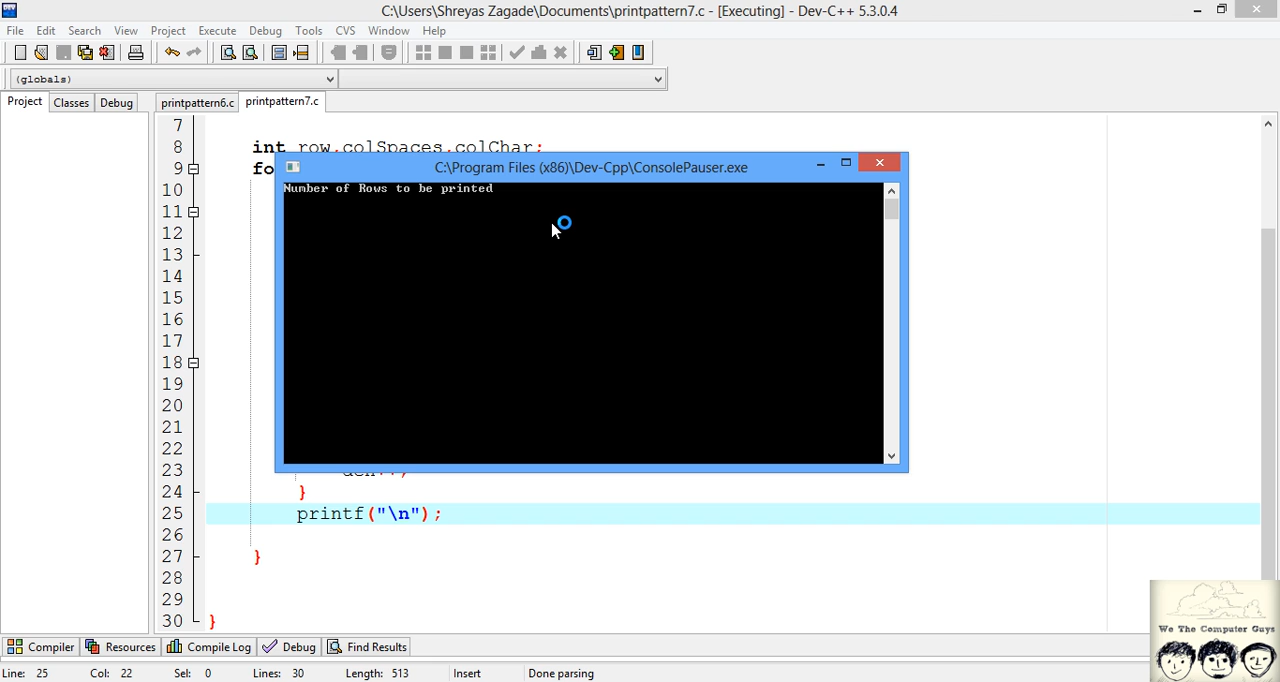 C:\Users\Shreyas Zagade\Documents\printpattern7.c - [Executing] - Dev-C++ 5.3.0.4
File Edit Search View Project Execute Debug Tools CVS Window Help
(globals)
Project Classes Debug printpattern6.c printpattern7.c
7
8 int row,colSpaces,colChar;
9 fo
C:\Program Files (x86)\Dev-Cpp\ConsolePauser.exe
Number of Rows to be printed
10
11
12
13
14
15
16
17
18
19
20
21
22
23
24 }
25 printf("\n");
26
27 }
28
29
30 }
We The Computer Guys
Compiler Resources Compile Log Debug Find Results
Line: 25 Col: 22 Sel: 0 Lines: 30 Length: 513 Insert Done parsing